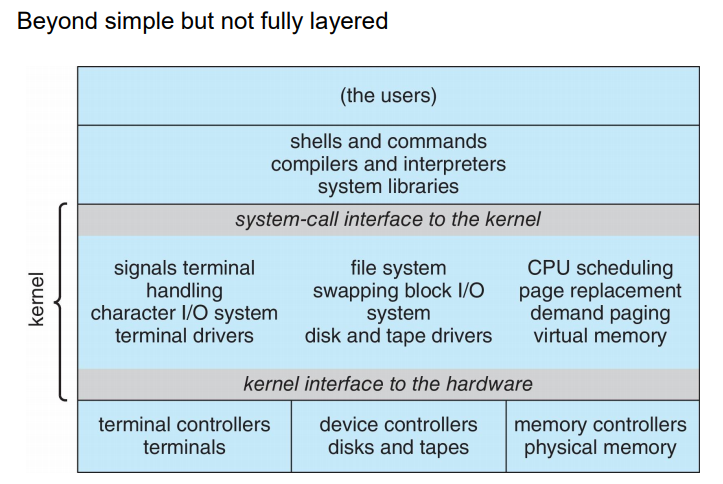 Beyond simple but not fully layered
(the users)
shells and commands
compilers and interpreters
system libraries
system-call interface to the kernel
kernel
signals terminal
handling
character I/O system
terminal drivers
file system
swapping block I/O
system
disk and tape drivers
CPU scheduling
page replacement
demand paging
virtual memory
kernel interface to the hardware
terminal controllers
terminals
device controllers
disks and tapes
memory controllers
physical memory